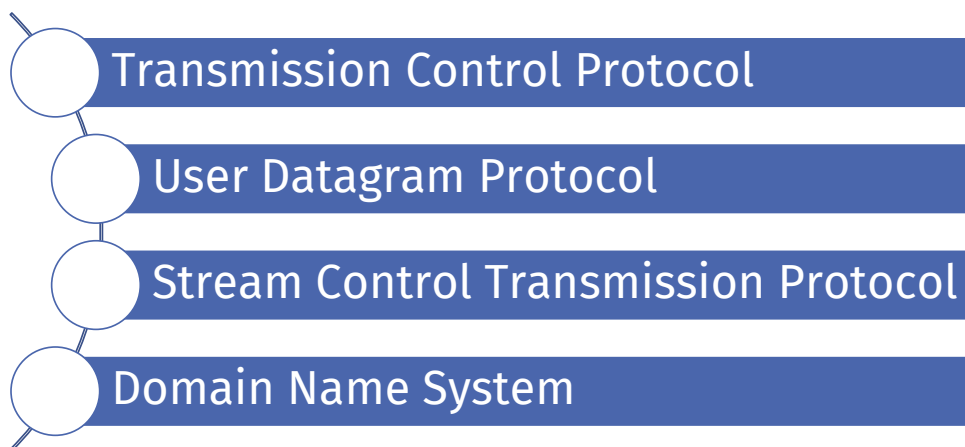 Transmission Control Protocol
User Datagram Protocol
Stream Control Transmission Protocol
Domain Name System